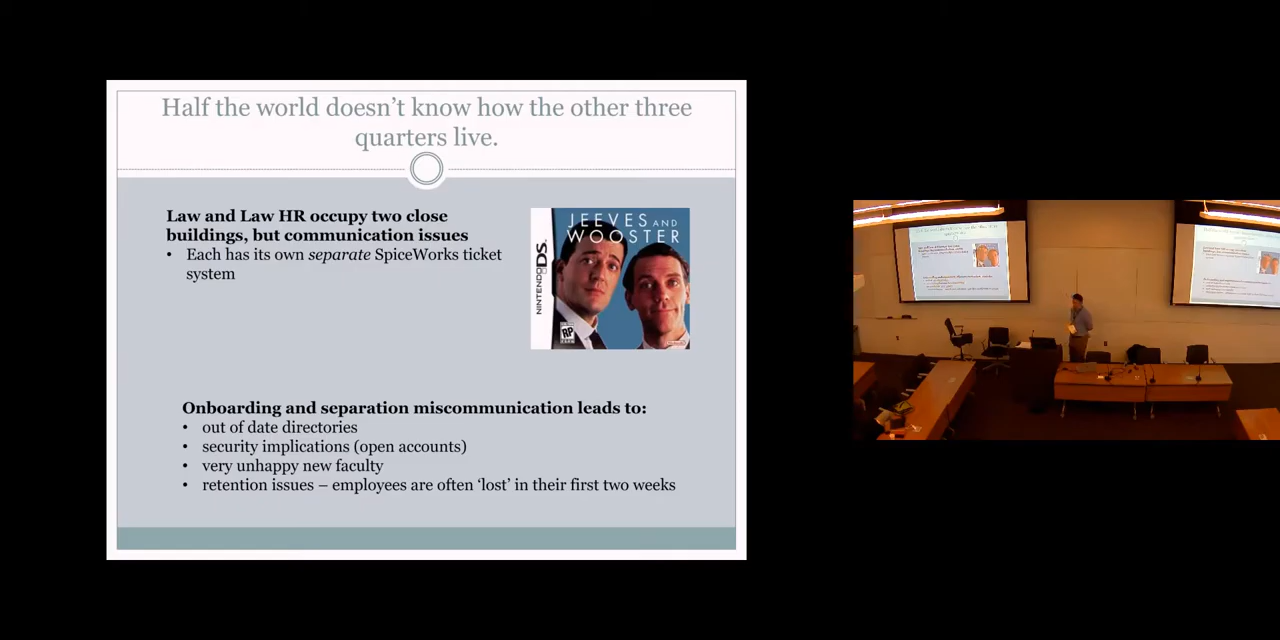 Half the world doesn’t know how the other three
quarters live.
Law and Law HR occupy two close
buildings, but communication issues
• Each has its own separate SpiceWorks ticket
system
JEEVES AND
WOOSTER
NINTENDO DS
RP
Onboarding and separation miscommunication leads to:
• out of date directories
• security implications (open accounts)
• very unhappy new faculty
• retention issues – employees are often ‘lost’ in their first two weeks